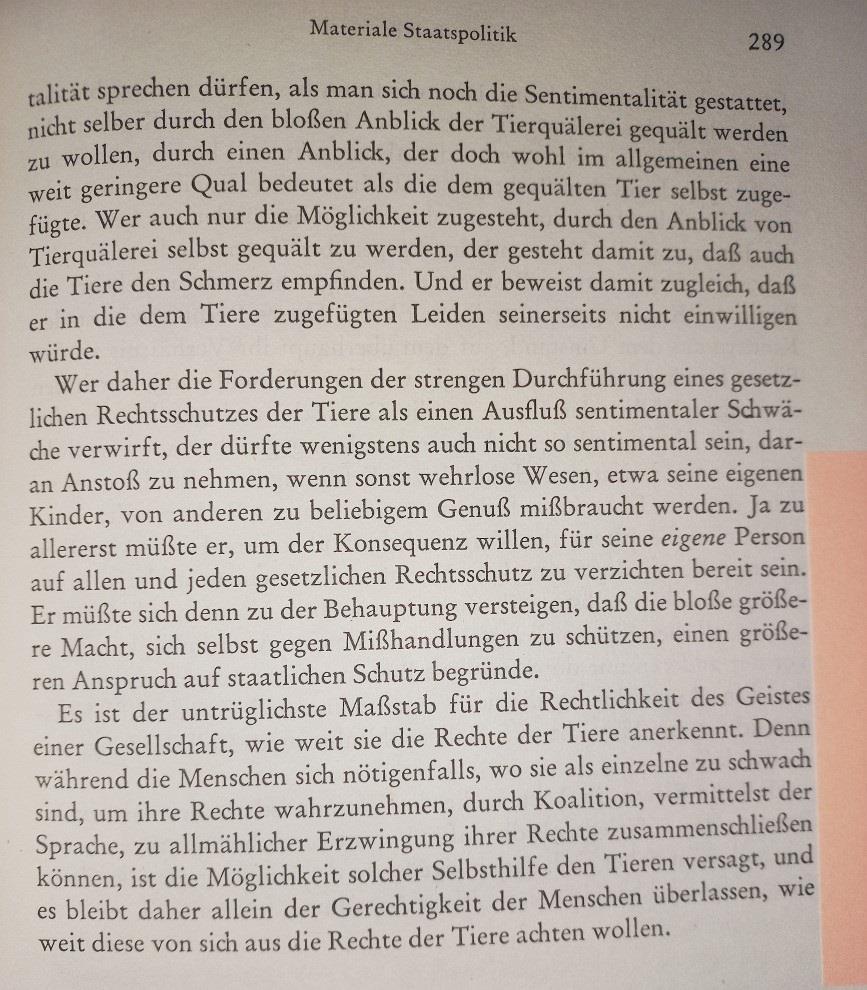 Materiale Staatspolitik
289
talität sprechen dürfen, als man sich noch die Sentimentalität gestattet,
nicht selber durch den bloßen Anblick der Tierquälerei gequält werden
zu wollen, durch einen Anblick, der doch wohl im allgemeinen eine
weit geringere Qual bedeutet als die dem gequälten Tier selbst zuge-
fügte. Wer auch nur die Möglichkeit zugesteht, durch den Anblick von
Tierquälerei selbst gequält zu werden, der gesteht damit zu, daß auch
die Tiere den Schmerz empfinden. Und er beweist damit zugleich, daß
er in die dem Tiere zugefügten Leiden seinerseits nicht einwilligen
würde.
Wer daher die Forderungen der strengen Durchführung eines gesetz-
lichen Rechtsschutzes der Tiere als einen Ausfluß sentimentaler Schwä-
che verwirft, der dürfte wenigstens auch nicht so sentimental sein, dar-
an Anstoß zu nehmen, wenn sonst wehrlose Wesen, etwa seine eigenen
Kinder, von anderen zu beliebigem Genuß mißbraucht werden. Ja zu
allererst müßte er, um der Konsequenz willen, für seine eigene Person
auf allen und jeden gesetzlichen Rechtsschutz zu verzichten bereit sein.
Er müßte sich denn zu der Behauptung versteigen, daß die bloße größe-
re Macht, sich selbst gegen Mißhandlungen zu schützen, einen größe-
ren Anspruch auf staatlichen Schutz begründe.
Es ist der untrüglichste Maßstab für die Rechtlichkeit des Geistes
einer Gesellschaft, wie weit sie die Rechte der Tiere anerkennt. Denn
während die Menschen sich nötigenfalls, wo sie als einzelne zu schwach
sind, um ihre Rechte wahrzunehmen, durch Koalition, vermittelst der
Sprache, zu allmählicher Erzwingung ihrer Rechte zusammenschließen
können, ist die Möglichkeit solcher Selbsthilfe den Tieren versagt, und
es bleibt daher allein der Gerechtigkeit der Menschen überlassen, wie
weit diese von sich aus die Rechte der Tiere achten wollen.